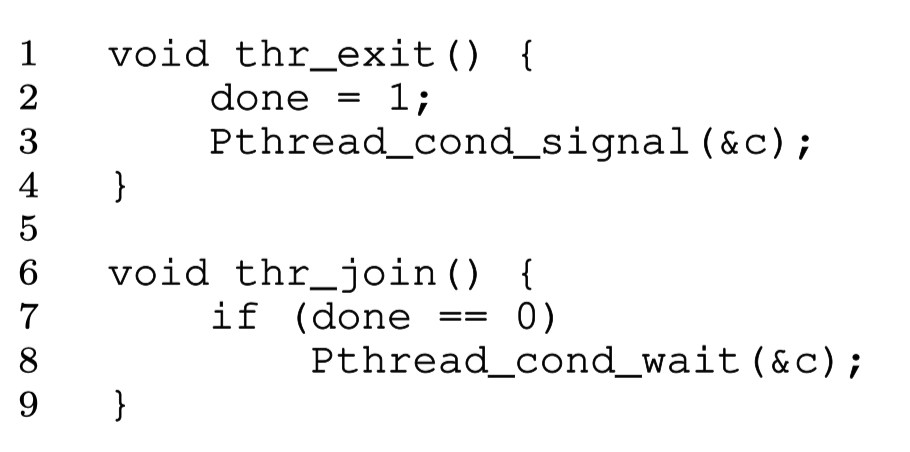 1 void thr_exit() {
2 done = 1;
3 Pthread_cond_signal(&c);
4 }
5
6 void thr_join() {
7 if (done == 0)
8 Pthread_cond_wait(&c);
9 }